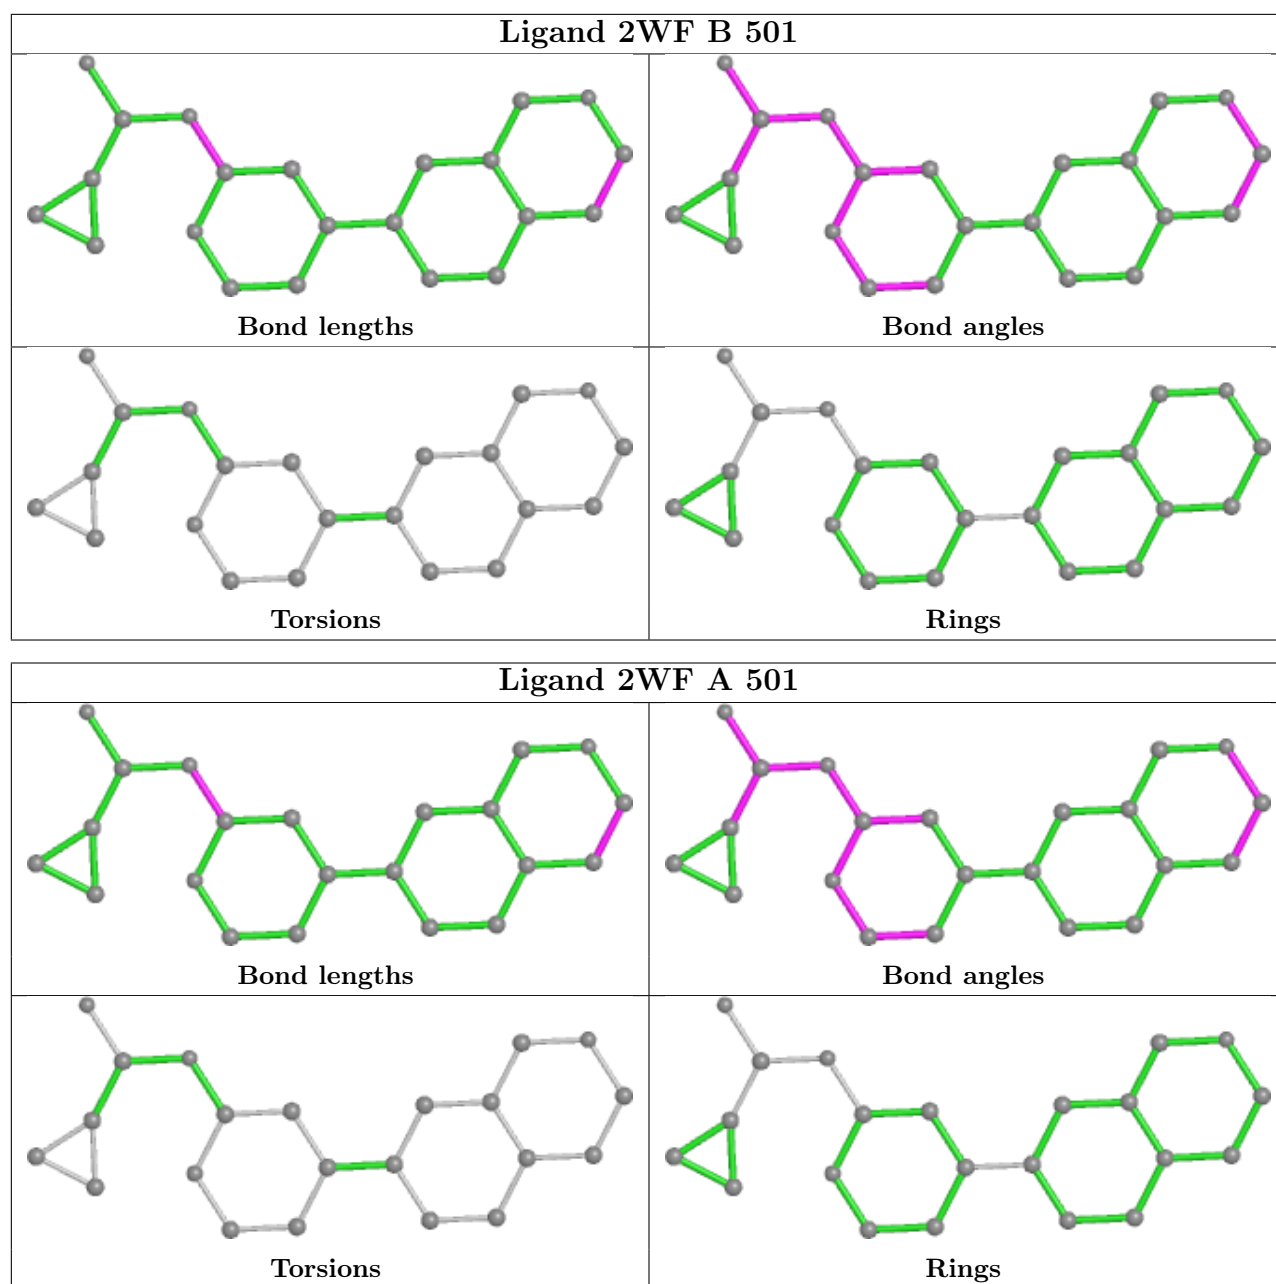 Ligand 2WF B 501
Bond lengths
Bond angles
Torsions
Rings
Ligand 2WF A 501
Bond lengths
Bond angles
Torsions
Rings